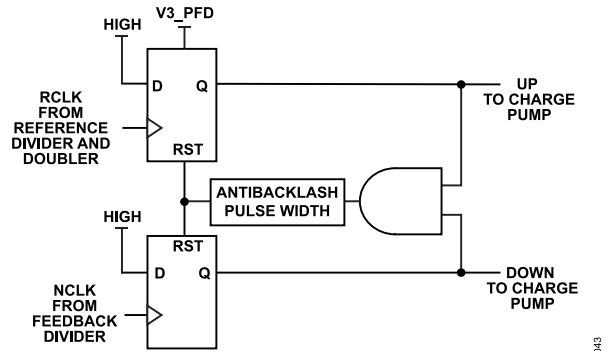 V3_PFD
HIGH
D
Q
RCLK
FROM
REFERENCE
DIVIDER AND
DOUBLER
RST
UP
TO CHARGE
PUMP
ANTIBACKLASH
PULSE WIDTH
HIGH
RST
D
Q
NCLK
FROM
FEEDBACK
DIVIDER
DOWN
TO CHARGE
PUMP
043